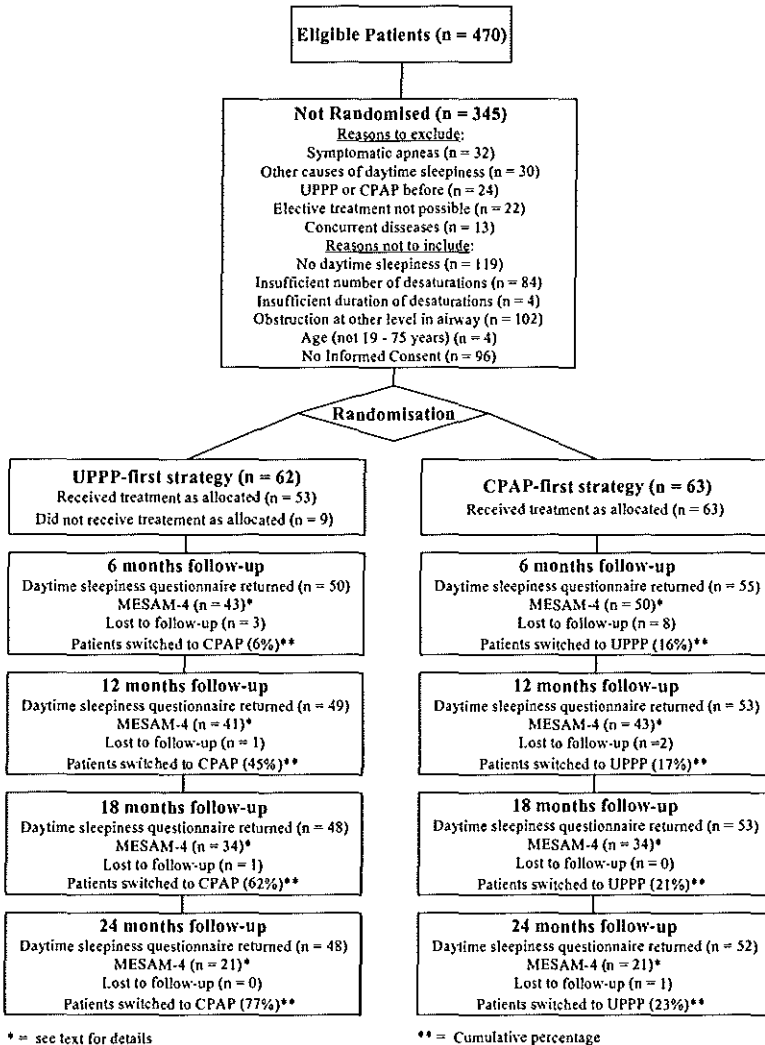 Eligible Patients (n = 470)
Not Randomised (n = 345)
Reasons to exclude:
Symptomatic apneas (n = 32)
Other causes of daytime sleepiness (n = 30)
UPPP or CPAP before (n = 24)
Elective treatment not possible (n = 22)
Concurrent disseases (n = 13)
Reasons not to include:
No daytime sleepiness (n = 119)
Insufficient number of desaturations (n = 84)
Insufficient duration of desaturations (n = 4)
Obstruction at other level in airway (n = 102)
Age (not 19 - 75 years) (n = 4)
No Informed Consent (n = 96)
Randomisation
UPPP-first strategy (n = 62)
Received treatment as allocated (n = 53)
Did not receive treatement as allocated (n = 9)
6 months follow-up
Daytime sleepiness questionnaire returned (n = 50)
MESAM-4 (n = 43)*
Lost to follow-up (n = 3)
Patients switched to CPAP (6%)**
12 months follow-up
Daytime sleepiness questionnaire returned (n = 49)
MESAM-4 (n = 41)*
Lost to follow-up (n = 1)
Patients switched to CPAP (45%)**
18 months follow-up
Daytime sleepiness questionnaire returned (n = 48)
MESAM-4 (n = 34)*
Lost to follow-up (n = 1)
Patients switched to CPAP (62%)**
24 months follow-up
Daytime sleepiness questionnaire returned (n = 48)
MESAM-4 (n = 21)*
Lost to follow-up (n = 0)
Patients switched to CPAP (77%)**
CPAP-first strategy (n = 63)
Received treatment as allocated (n = 63)
6 months follow-up
Daytime sleepiness questionnaire returned (n = 55)
MESAM-4 (n = 50)*
Lost to follow-up (n = 8)
Patients switched to UPPP (16%)**
12 months follow-up
Daytime sleepiness questionnaire returned (n = 53)
MESAM-4 (n = 43)*
Lost to follow-up (n =2)
Patients switched to UPPP (17%)**
18 months follow-up
Daytime sleepiness questionnaire returned (n = 53)
MESAM-4 (n = 34)*
Lost to follow-up (n = 0)
Patients switched to UPPP (21%)**
24 months follow-up
Daytime sleepiness questionnaire returned (n = 52)
MESAM-4 (n = 21)*
Lost to follow-up (n = 1)
Patients switched to UPPP (23%)**
* = see text for details
** = Cumulative percentage